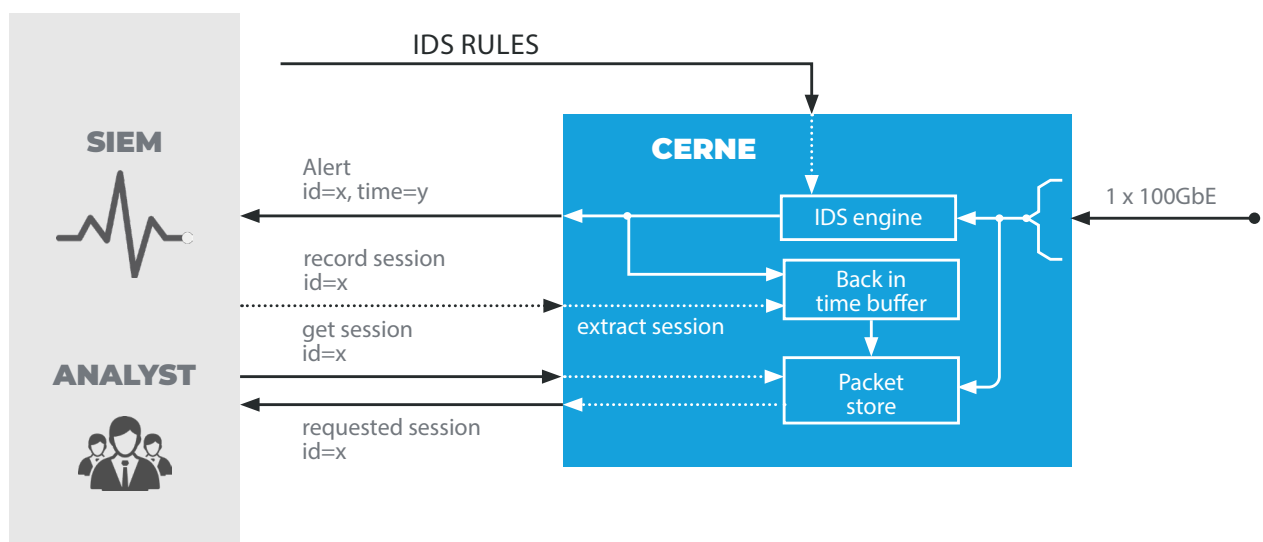 IDS RULES
SIEM
CERNE
Alert
id=x, time=y
IDS engine
1 x 100GbE
record session
id=x
Back in
time buffer
extract session
get session
id=x
ANALYST
Packet
store
requested session
id=x